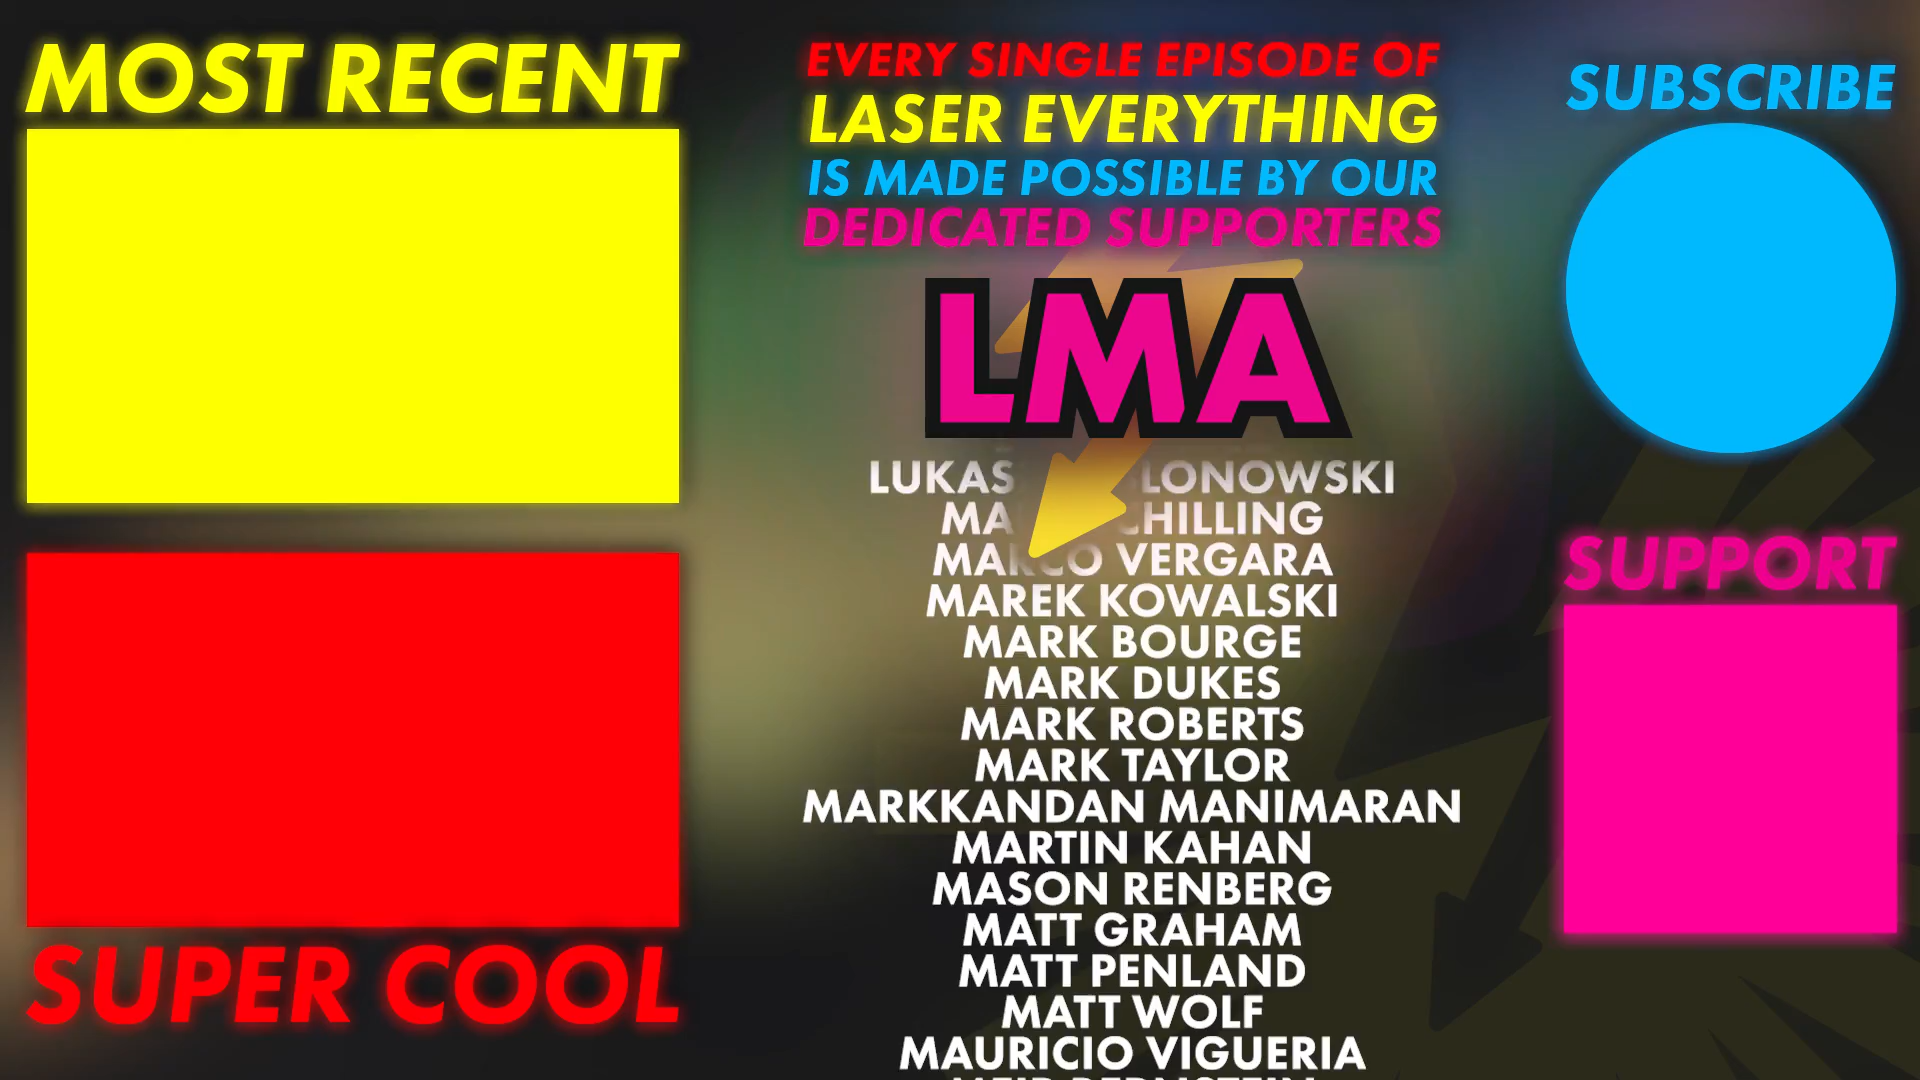 MOST RECENT
SUPER COOL
EVERY SINGLE EPISODE OF
LASER EVERYTHING
IS MADE POSSIBLE BY OUR
DEDICATED SUPPORTERS
LMA
MARCO VERGARA
MAREK KOWALSKI
MARK BOURGE
MARK DUKES
MARK ROBERTS
MARK TAYLOR
MARKKANDAN MANIMARAN
MARTIN KAHAN
MASON RENBERG
MATT GRAHAM
MATT PENLAND
MATT WOLF
MAURICIO VIGUERIA
SUBSCRIBE
SUPPORT